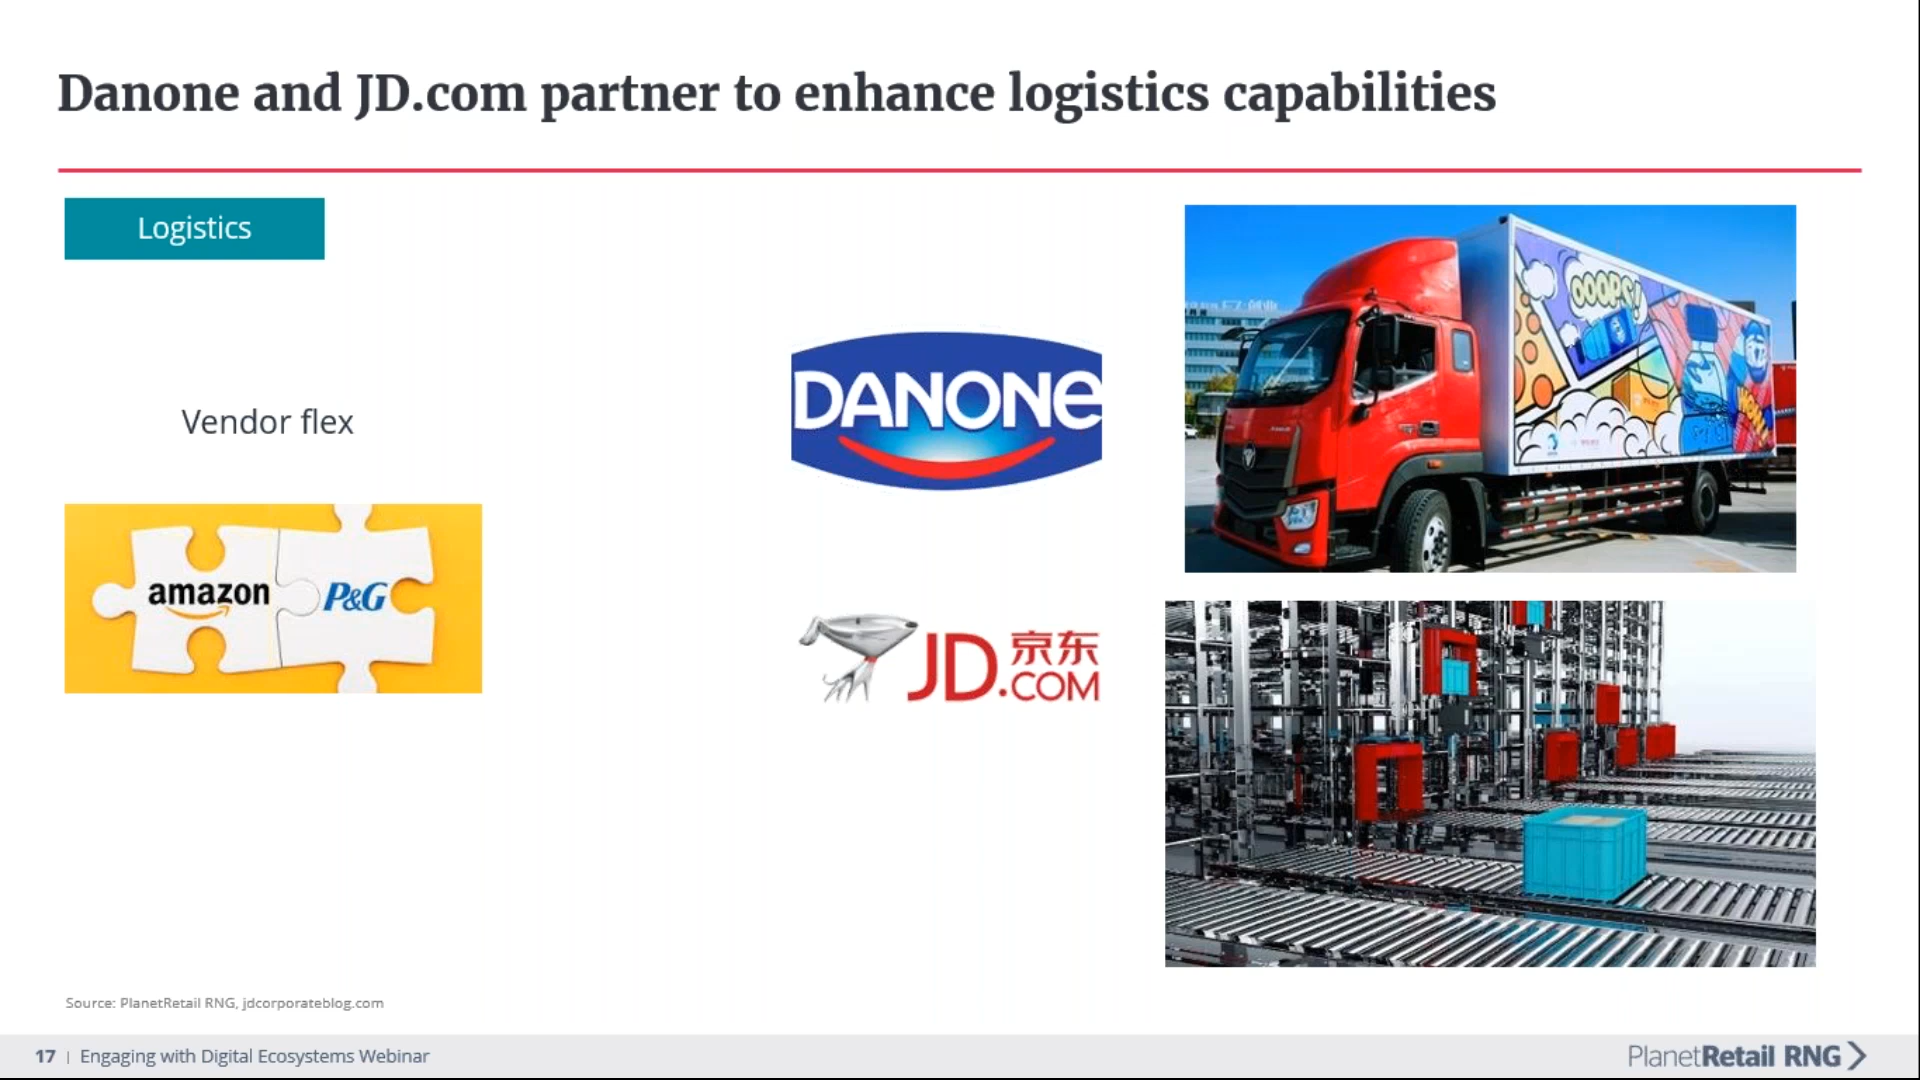 Danone and JD.com partner to enhance logistics capabilities
Logistics
Vendor flex
amazon
P&G
DANONE
JD.京东
.COM
OOOPS!
Source: PlanetRetail RNG, jdcorporateblog.com
17 | Engaging with Digital Ecosystems Webinar
PlanetRetail RNG